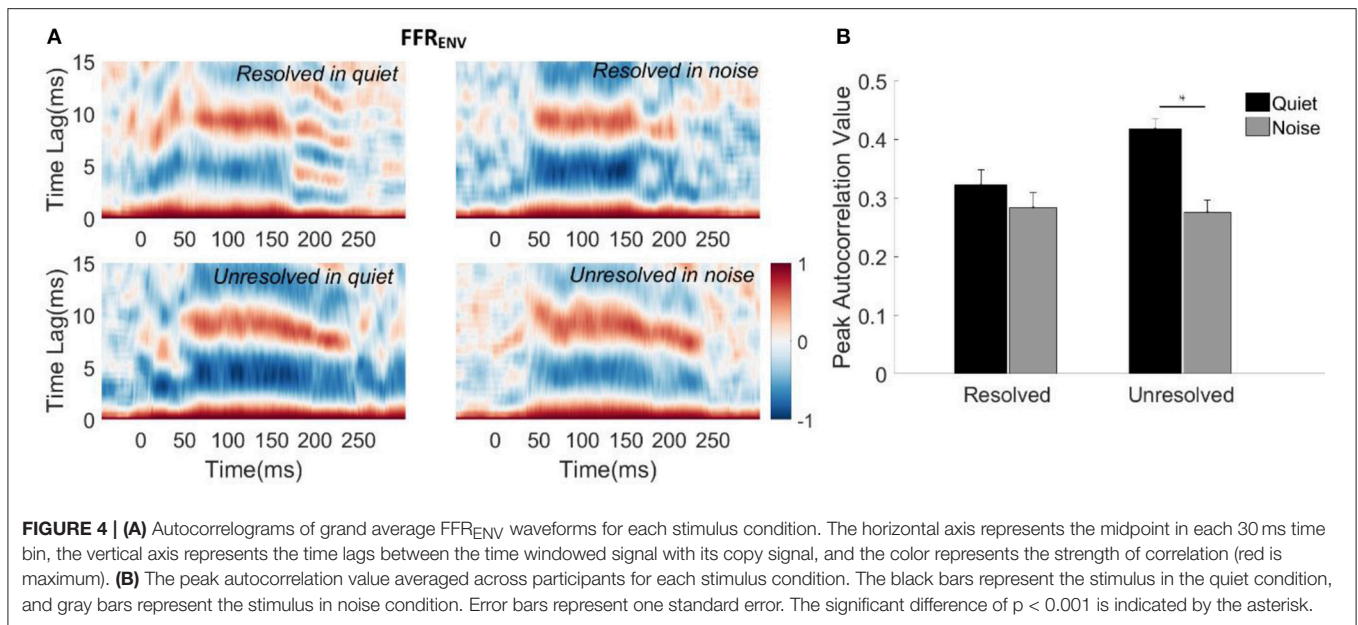 A
FFRENV
B
Resolved in quiet
Resolved in noise
Time Lag(ms)
15
10
5
0
0 50 100 150 200 250
0 50 100 150 200 250
Unresolved in quiet
Unresolved in noise
Time Lag(ms)
15
10
5
0
0 50 100 150 200 250
0 50 100 150 200 250
Time(ms)
Time(ms)
1
0
-1
Peak Autocorrelation Value
0.5
0.4
0.3
0.2
0.1
0
*
Quiet
Noise
Resolved
Unresolved
FIGURE 4 | (A) Autocorrelograms of grand average FFRENV waveforms for each stimulus condition. The horizontal axis represents the midpoint in each 30 ms time
bin, the vertical axis represents the time lags between the time windowed signal with its copy signal, and the color represents the strength of correlation (red is
maximum). (B) The peak autocorrelation value averaged across participants for each stimulus condition. The black bars represent the stimulus in the quiet condition,
and gray bars represent the stimulus in noise condition. Error bars represent one standard error. The significant difference of p < 0.001 is indicated by the asterisk.